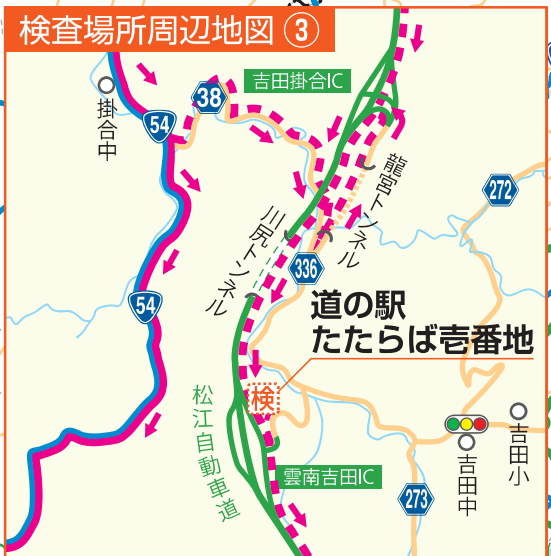 検査場所周辺地図 ③
吉田掛合IC
38
54
掛合中
龍宮トンネル
272
川尻トンネル
336
54
道の駅
たたらば壱番地
検
松江自動車道
吉田小
吉田中
雲南吉田IC
273